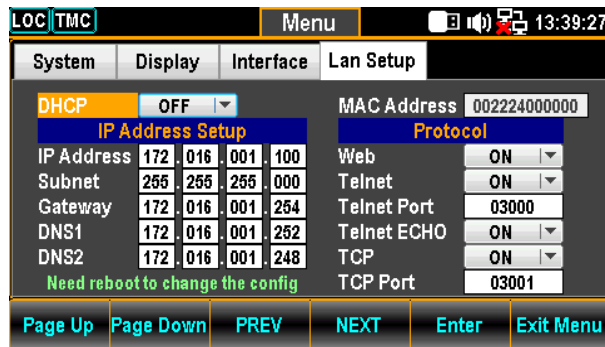 LOC TMC Menu 13:39:27
System Display Interface Lan Setup
DHCP OFF MAC Address 002224000000
IP Address Setup Protocol
IP Address 172 . 016 . 001 . 100 Web ON
Subnet 255 . 255 . 255 . 000 Telnet ON
Gateway 172 . 016 . 001 . 254 Telnet Port 03000
DNS1 172 . 016 . 001 . 252 Telnet ECHO ON
DNS2 172 . 016 . 001 . 248 TCP ON
Need reboot to change the config TCP Port 03001
Page Up Page Down PREV NEXT Enter Exit Menu